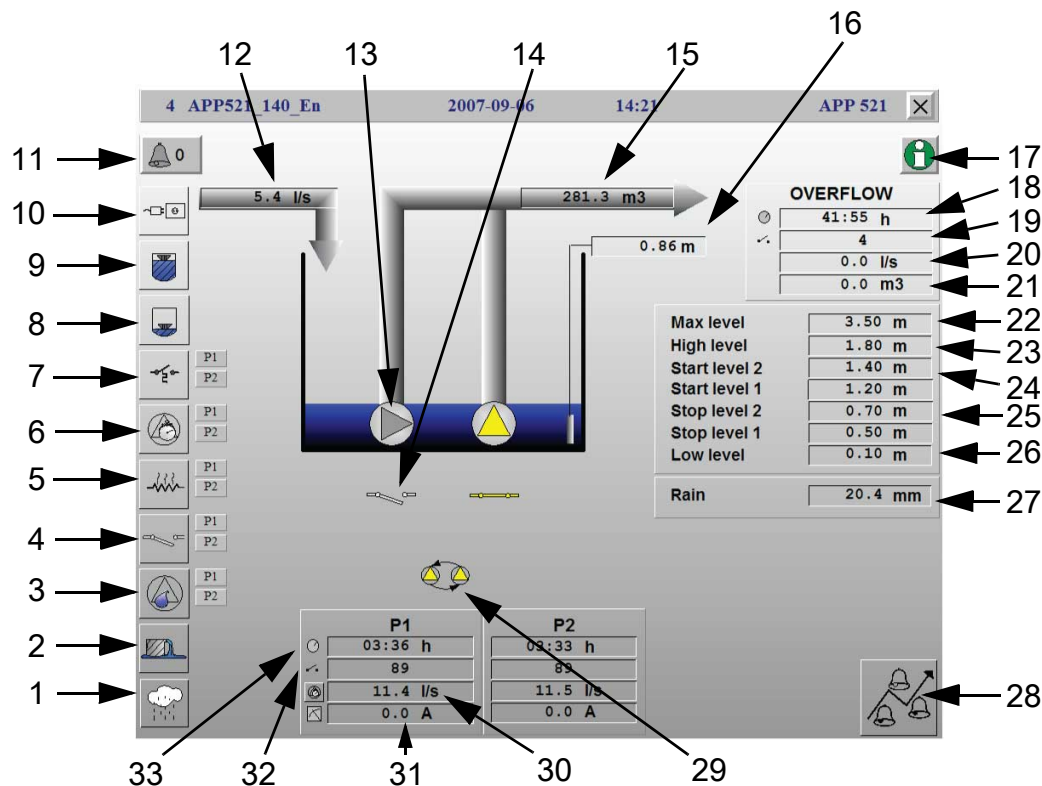 12 13 14 15 16
4 APP521_140_En 2007-09-06 14:21 APP 521
11 0 17
10 5.4 l/s 281.3 m3 OVERFLOW 18
41:55 h
4 19
0.86 m
0.0 l/s 20
9
0.0 m3 21
8 Max level 3.50 m 22
High level 1.80 m 23
7 P1
P2
Start level 2 1.40 m 24
Start level 1 1.20 m
6 P1
P2
Stop level 2 0.70 m 25
Stop level 1 0.50 m
Low level 0.10 m 26
5 P1
P2
Rain 20.4 mm 27
4 P1
P2
3 P1
P2
2 P1 P2
03:36 h 03:33 h
89 89
1 11.4 l/s 11.5 l/s 28
0.0 A 0.0 A
33 32 31 30 29